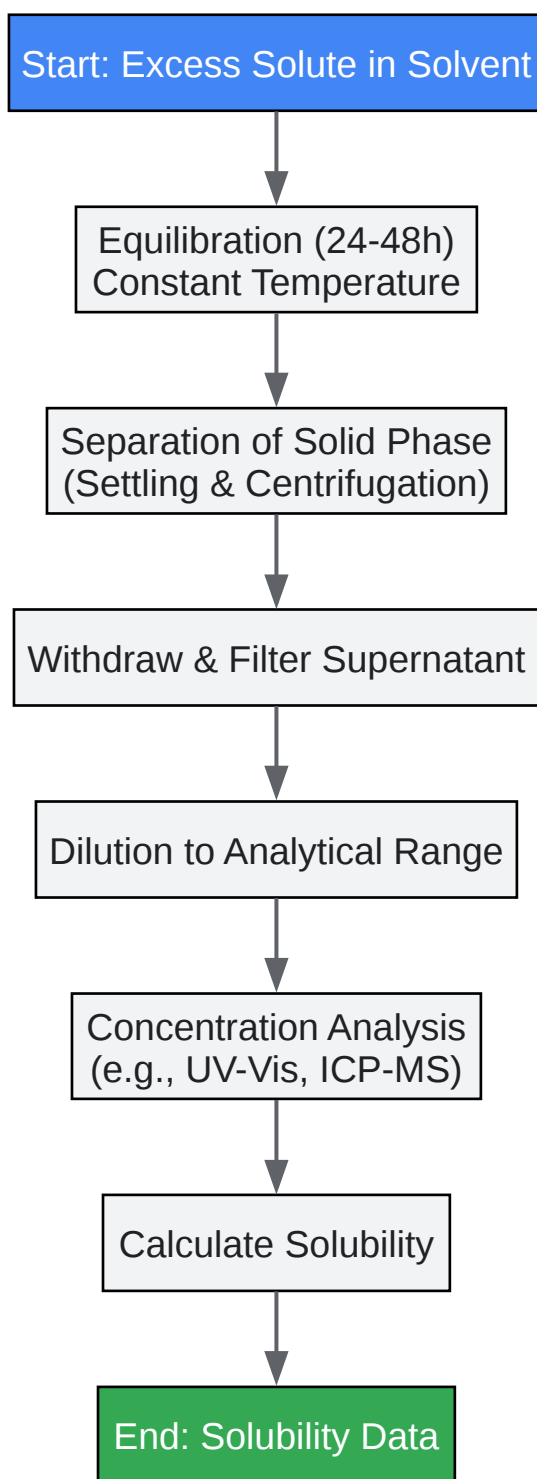 Start: Excess Solute in Solvent
Equilibration (24-48h)
Constant Temperature
Separation of Solid Phase
(Settling & Centrifugation)
Withdraw & Filter Supernatant
Dilution to Analytical Range
Concentration Analysis
(e.g., UV-Vis, ICP-MS)
Calculate Solubility
End: Solubility Data